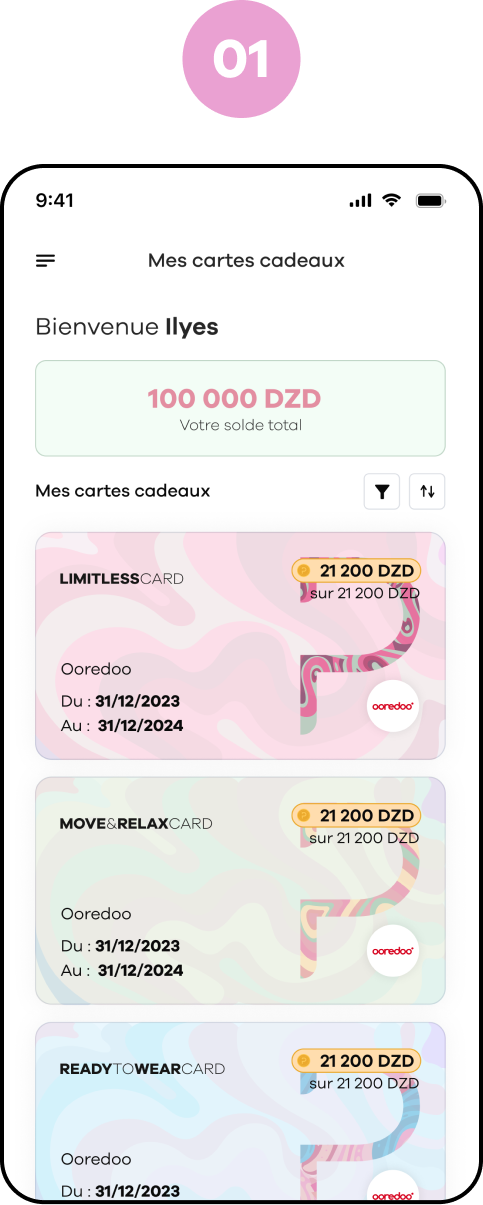 01
9:41
Mes cartes cadeaux
Bienvenue Ilyes
100 000 DZD
Votre solde total
Mes cartes cadeaux
LIMITLESSCARD
21 200 DZD
sur 21 200 DZD
Ooredoo
Du : 31/12/2023
Au : 31/12/2024
ooredoo
MOVE&RELAXCARD
21 200 DZD
sur 21 200 DZD
Ooredoo
Du : 31/12/2023
Au : 31/12/2024
ooredoo
READYTOWEARCARD
21 200 DZD
sur 21 200 DZD
Ooredoo
Du : 31/12/2023
ooredoo